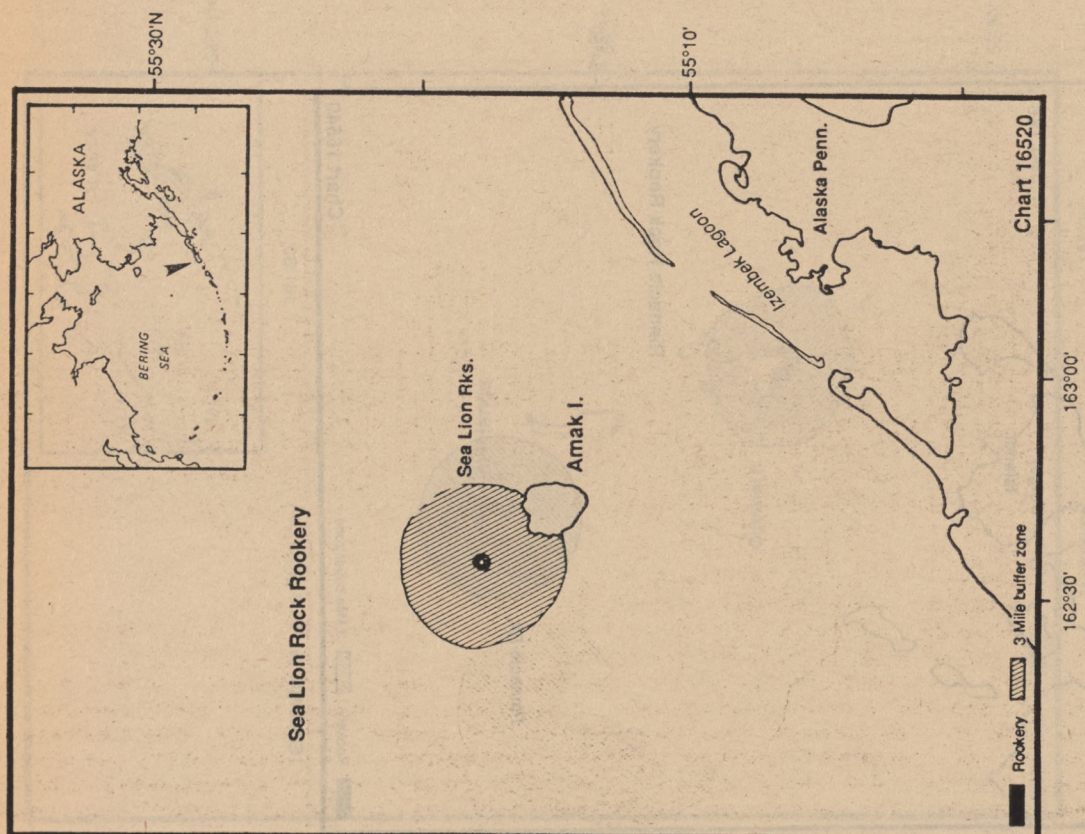 Sea Lion Rock Rookery
ALASKA
BERING
SEA
55°30'N
Sea Lion Rks.
Amak I.
55°10'
Izembek Lagoon
Alaska Penn.
Rookery
3 Mile buffer zone
Chart 16520
162°30'
163°00'